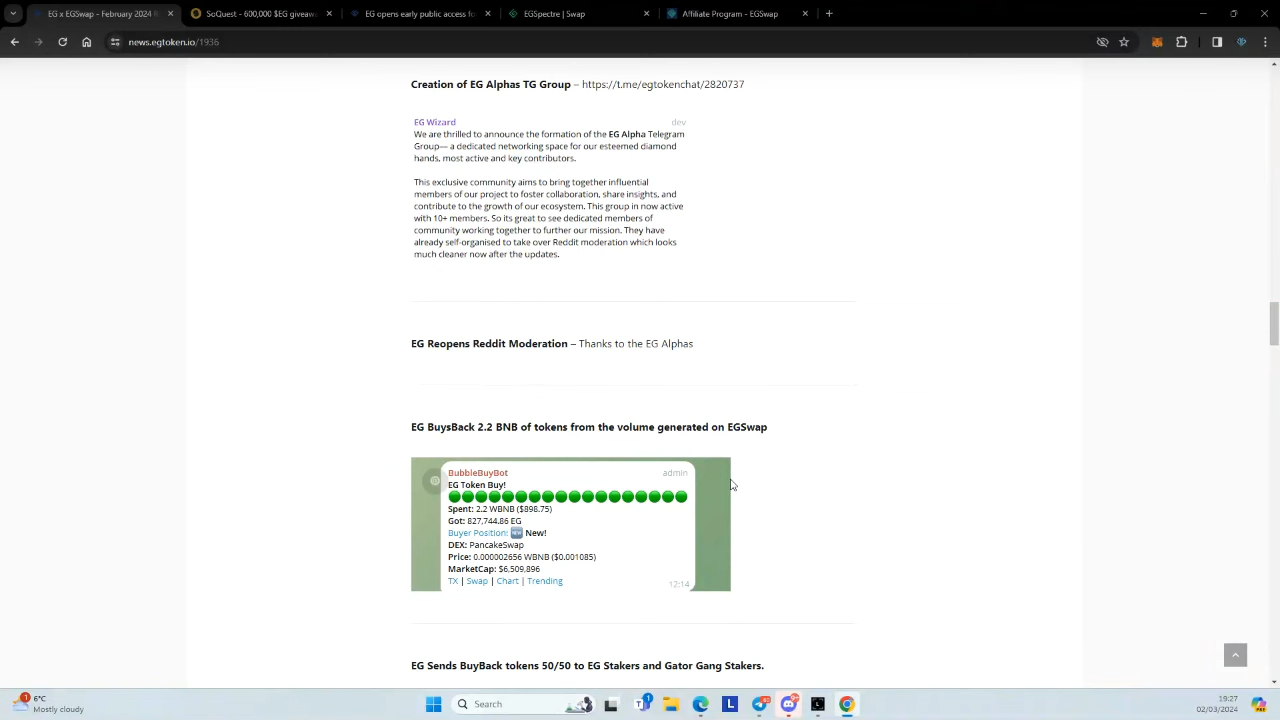 EG x EGSwap – February 2024 R
SoQuest - 600,000 $EG giveaw
EG opens early public access fo
EGSpectre | Swap
Affiliate Program - EGSwap
news.egtoken.io/1936
Creation of EG Alphas TG Group – https://t.me/egtokenchat/2820737
EG Wizard dev
We are thrilled to announce the formation of the EG Alpha Telegram
Group— a dedicated networking space for our esteemed diamond
hands, most active and key contributors.
This exclusive community aims to bring together influential
members of our project to foster collaboration, share insights, and
contribute to the growth of our ecosystem. This group in now active
with 10+ members. So its great to see dedicated members of
community working together to further our mission. They have
already self-organised to take over Reddit moderation which looks
much cleaner now after the updates.
EG Reopens Reddit Moderation – Thanks to the EG Alphas
EG BuysBack 2.2 BNB of tokens from the volume generated on EGSwap
BubbleBuyBot admin
EG Token Buy!
Spent: 2.2 WBNB ($898.75)
Got: 827,744.86 EG
Buyer Position: NEW New!
DEX: PancakeSwap
Price: 0.000002656 WBNB ($0.001085)
MarketCap: $6,509,896
TX | Swap | Chart | Trending
12:14
EG Sends BuyBack tokens 50/50 to EG Stakers and Gator Gang Stakers.
1
6°C
Mostly cloudy
Search
1
L
9+
L
19:27
02/03/2024